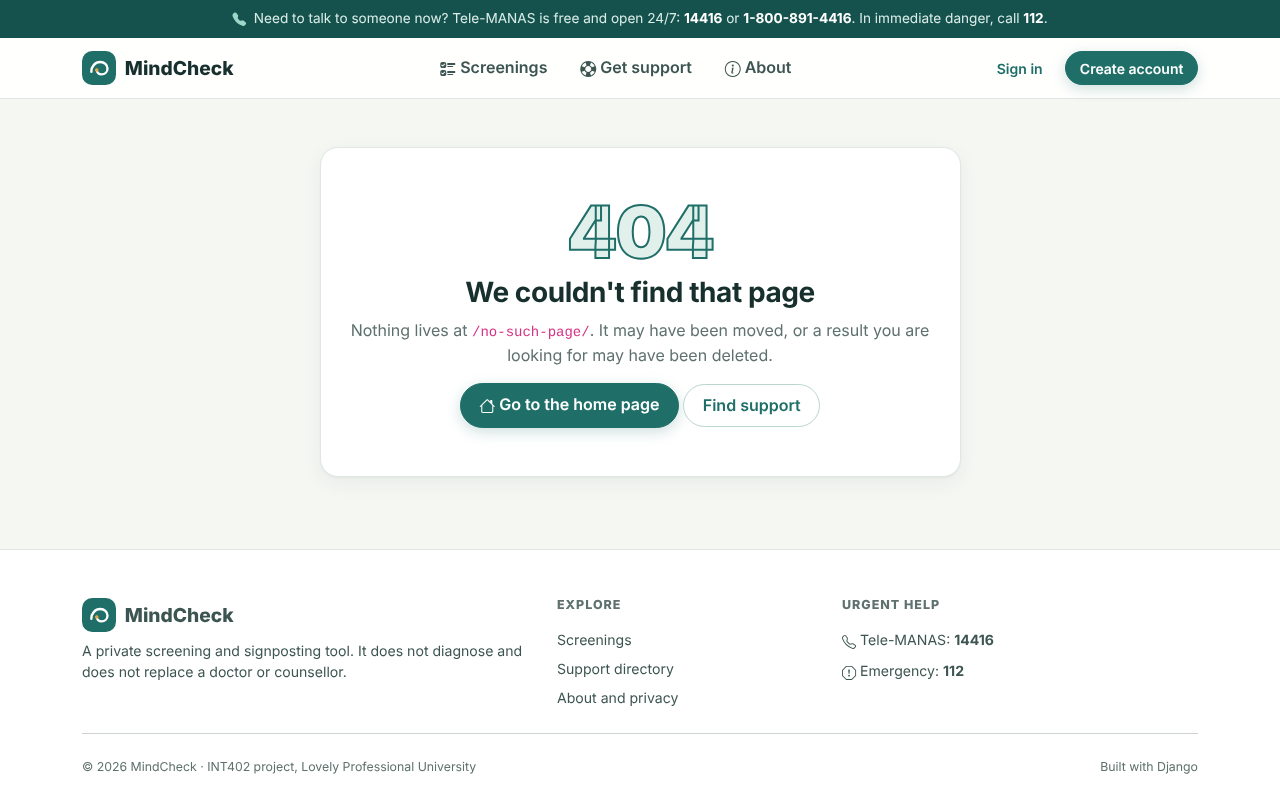 Need to talk to someone now? Tele-MANAS is free and open 24/7: 14416 or 1-800-891-4416. In immediate danger, call 112.
MindCheck
Screenings
Get support
About
Sign in
Create account
404
We couldn't find that page
Nothing lives at /no-such-page/. It may have been moved, or a result you are
looking for may have been deleted.
Go to the home page
Find support
MindCheck
A private screening and signposting tool. It does not diagnose and
does not replace a doctor or counsellor.
EXPLORE
Screenings
Support directory
About and privacy
URGENT HELP
Tele-MANAS: 14416
Emergency: 112
© 2026 MindCheck · INT402 project, Lovely Professional University
Built with Django